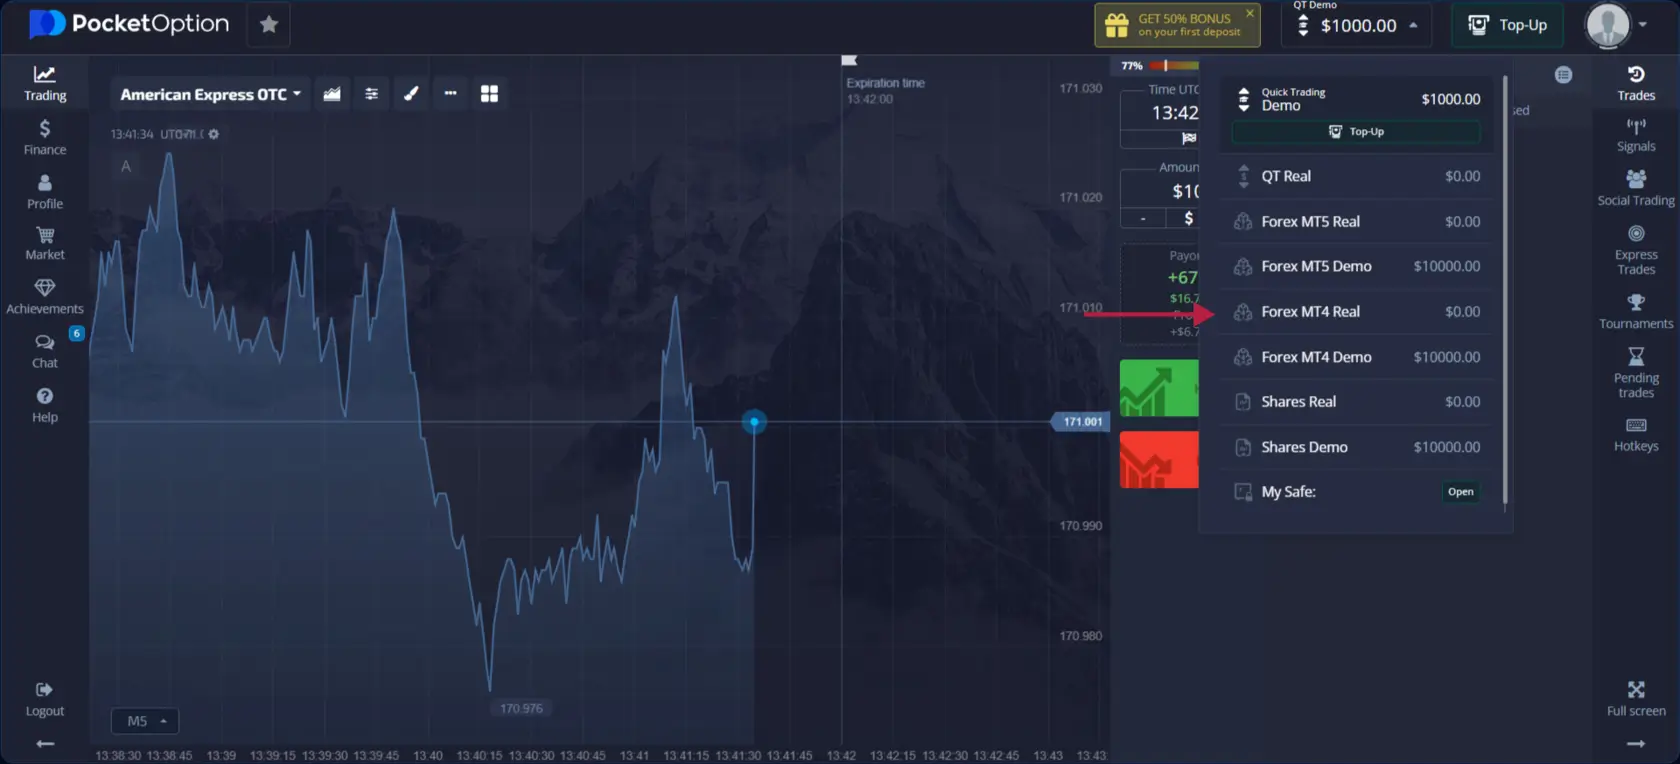 PocketOption
GET 50% BONUS
on your first deposit
QT Demo
$1000.00
Top-Up
Trading
Finance
Profile
Market
Achievements
6
Chat
Help
Logout
American Express OTC
13:41:34
A
Expiration time
13:42:00
171.030
171.020
171.010
171.001
170.990
170.980
170.976
M5
13:38:30 13:38:45 13:39 13:39:15 13:39:30 13:39:45 13:40 13:40:15 13:40:30 13:40:45 13:41 13:41:15 13:41:30 13:41:45 13:42 13:42:15 13:42:30 13:42:45 13:43 13:43
77%
Time UTC
13:42
Amoun
$10
- $
Payou
+67
$16.7
+$6.7
Quick Trading
Demo $1000.00
Top-Up
QT Real $0.00
Forex MT5 Real $0.00
Forex MT5 Demo $10000.00
Forex MT4 Real $0.00
Forex MT4 Demo $10000.00
Shares Real $0.00
Shares Demo $10000.00
My Safe: Open
sed
Trades
Signals
Social Trading
Express
Trades
Tournaments
Pending
trades
Hotkeys
Full screen